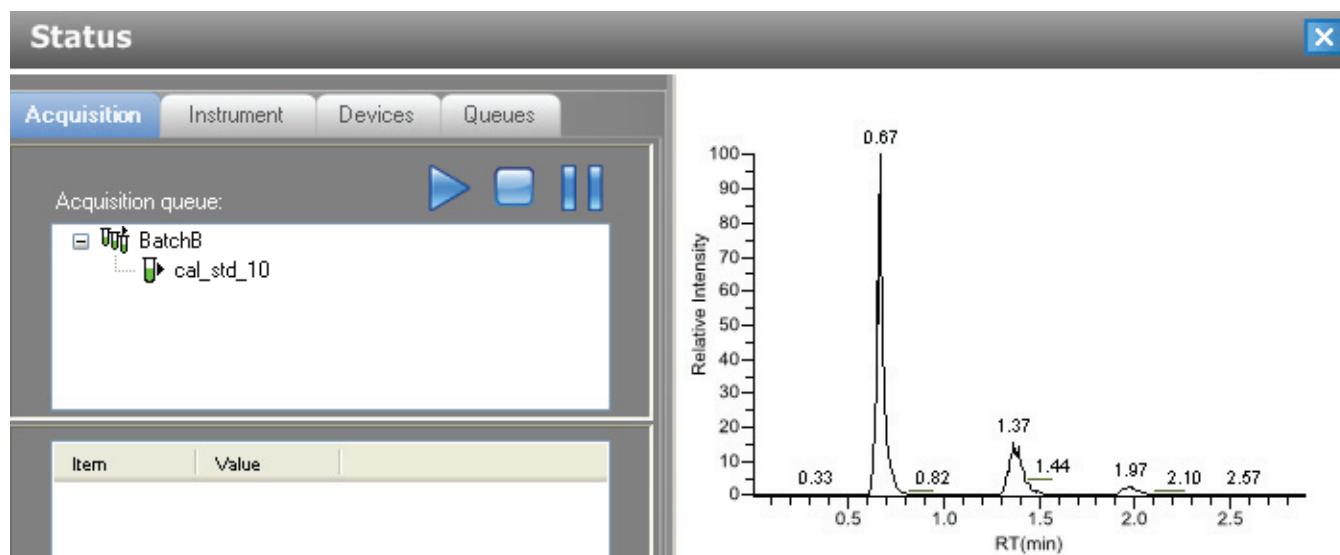 Status
Acquisition Instrument Devices Queues
Acquisition queue:
BatchB
cal_std_10
Item Value
0.67
100
90
80
70
60
50
40
30
20
10
0
Relative Intensity
1.37
0.33 0.82 1.44 1.97 2.10 2.57
0.5 1.0 1.5 2.0 2.5
RT(min)